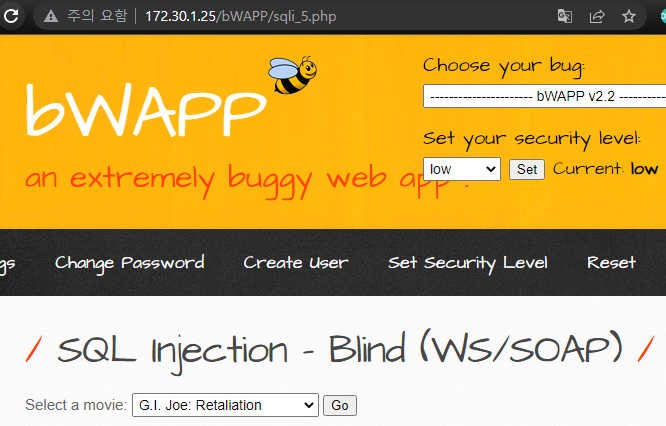 주의 요함 172.30.1.25/bWAPP/sqli_5.php
bWAPP
an extremely buggy web app !
Choose your bug:
---------------------- bWAPP v2.2 ----------
Set your security level:
low Set Current: low
gs Change Password Create User Set Security Level Reset
/ SQL Injection - Blind (WS/SOAP) /
Select a movie: G.I. Joe: Retaliation Go